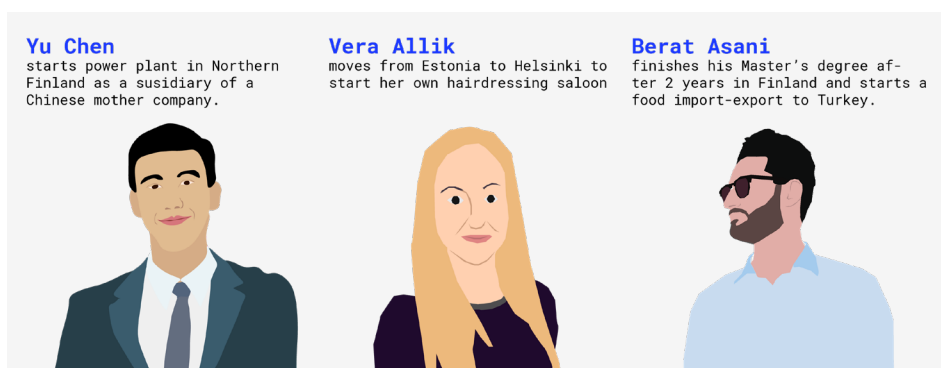 Yu Chen
starts power plant in Northern
Finland as a susidiary of a
Chinese mother company.
Vera Allik
moves from Estonia to Helsinki to
start her own hairdressing saloon
Berat Asani
finishes his Master's degree af-
ter 2 years in Finland and starts a
food import-export to Turkey.